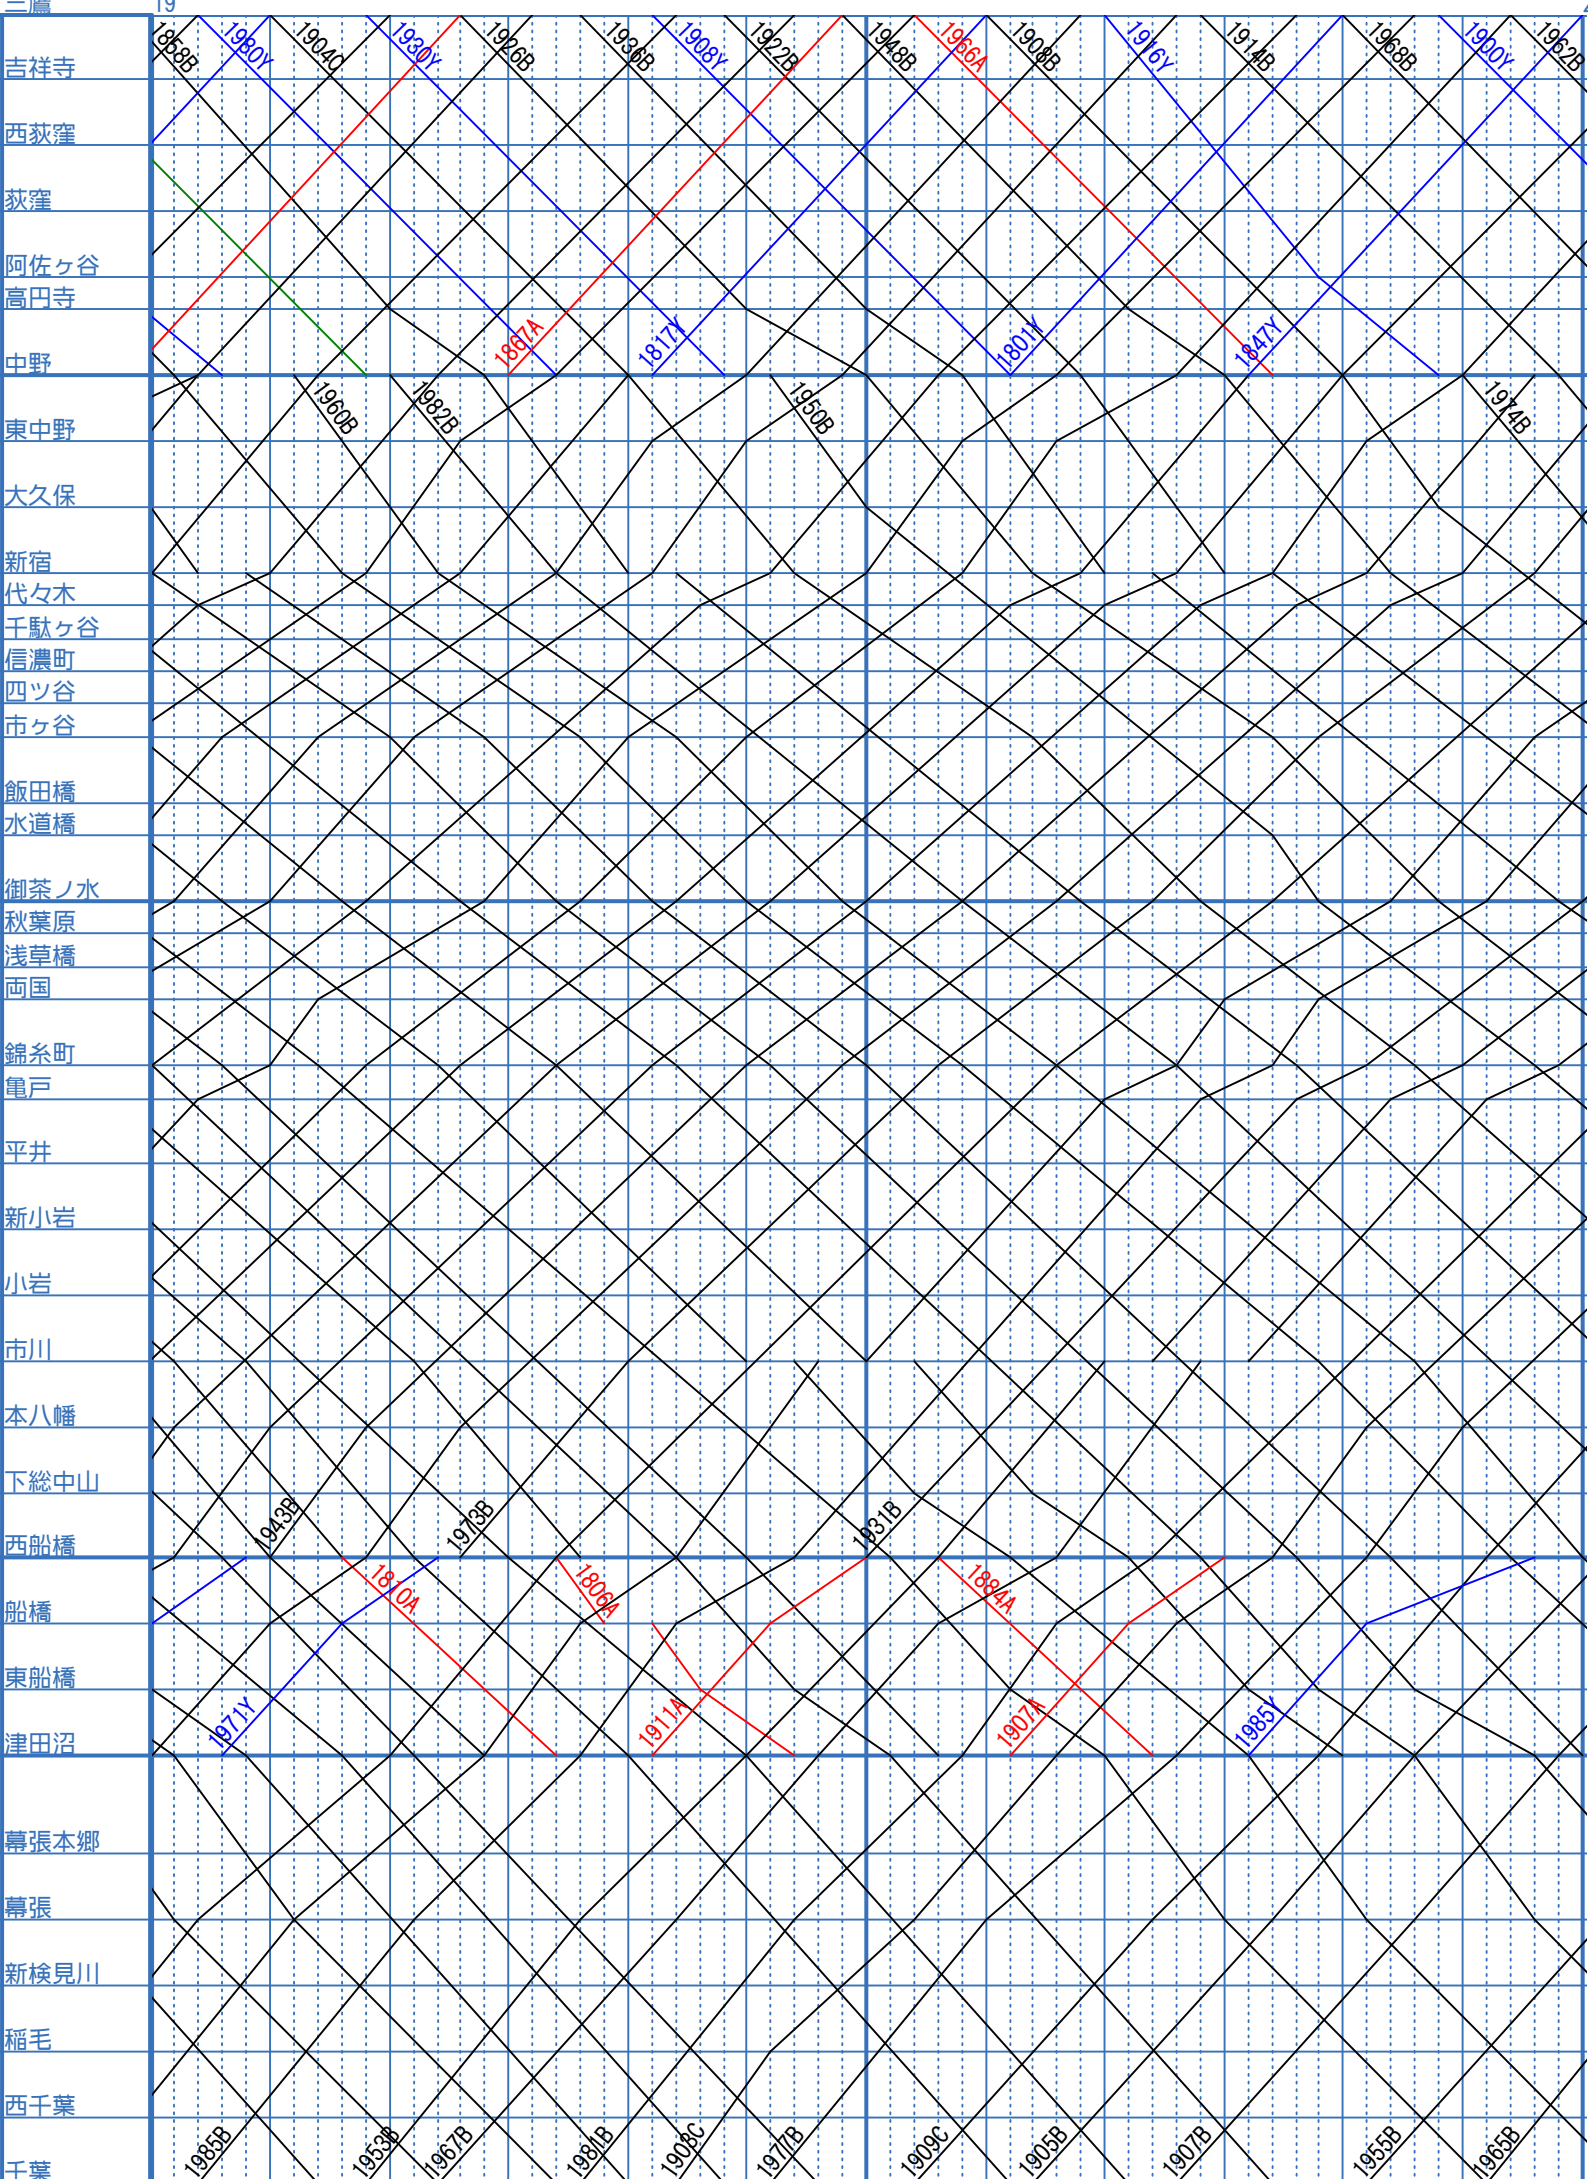 三鷹 19
1858B 1980Y 1904C 1930Y 1926B 1936B 1908Y 1922B 1948B 1966A 1908B 1916Y 1914B 1968B 1900Y 1962B
吉祥寺
西荻窪
荻窪
阿佐ヶ谷
高円寺
中野 1867A 1817Y 1801Y 1847Y
東中野 1960B 1982B 1950B 1974B
大久保
新宿
代々木
千駄ヶ谷
信濃町
四ツ谷
市ヶ谷
飯田橋
水道橋
御茶ノ水
秋葉原
浅草橋
両国
錦糸町
亀戸
平井
新小岩
小岩
市川
本八幡
下総中山
西船橋 1943B 1973B 1931B
船橋 1810A 1806A 1884A
東船橋
津田沼 1971Y 1911A 1907A 1985Y
幕張本郷
幕張
新検見川
稲毛
西千葉
千葉 1985B 1953B 1967B 1981B 1903C 1977B 1909C 1905B 1907B 1955B 1965B